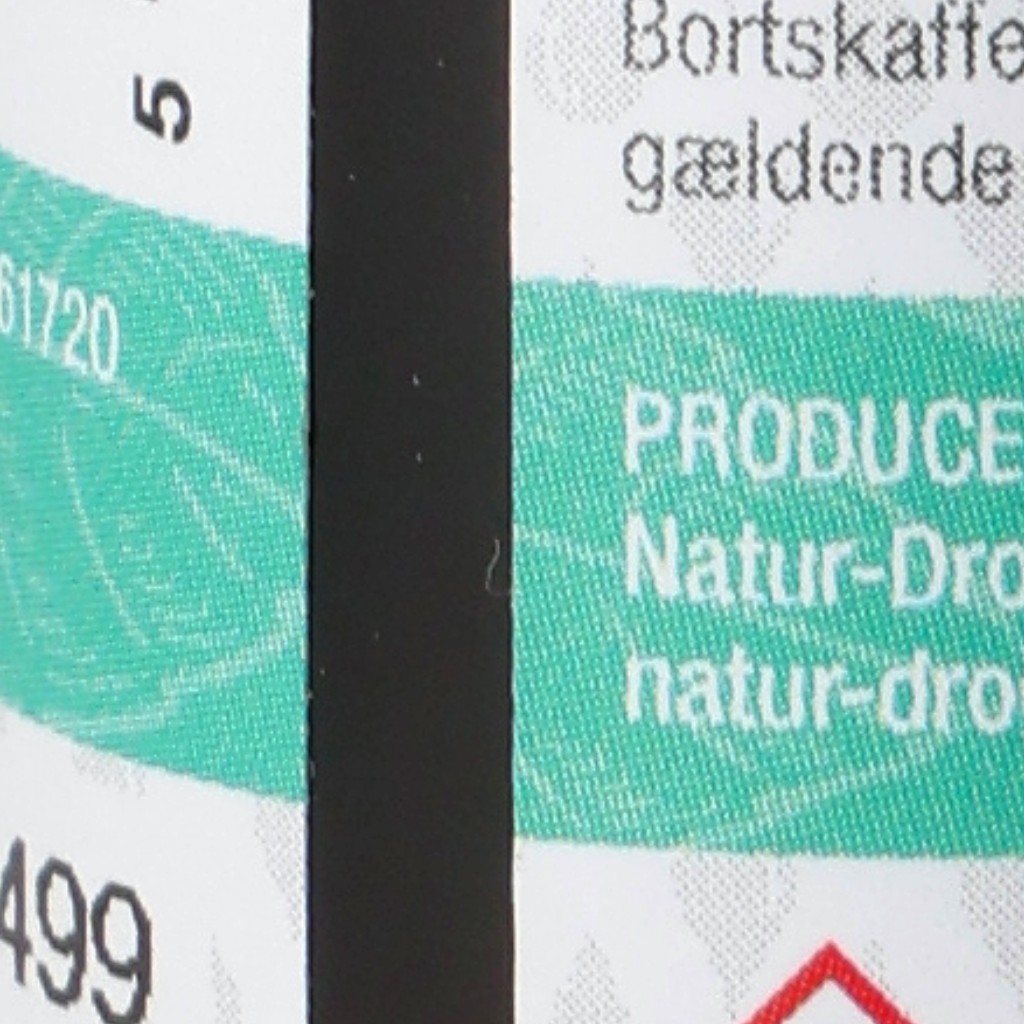 5
61720
499
Bortskaffe
gældende
PRODUCE
Natur-Dro
natur-dro